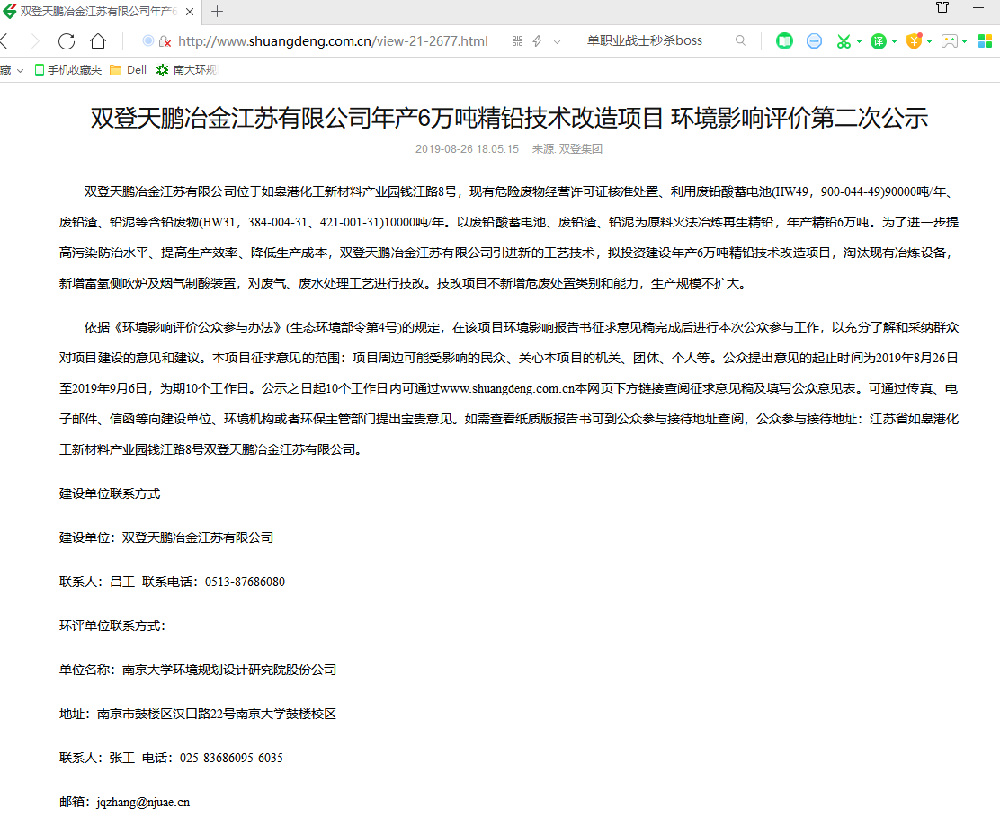 双登天鹏冶金江苏有限公司年产6
http://www.shuangdeng.com.cn/view-21-2677.html
单职业战士秒杀boss
译
藏
手机收藏夹
Dell
南大环规
双登天鹏冶金江苏有限公司年产6万吨精铅技术改造项目 环境影响评价第二次公示
2019-08-26 18:05:15 来源: 双登集团
双登天鹏冶金江苏有限公司位于如皋港化工新材料产业园钱江路8号，现有危险废物经营许可证核准处置、利用废铅酸蓄电池(HW49，900-044-49)90000吨/年、
废铅渣、铅泥等含铅废物(HW31，384-004-31、421-001-31)10000吨/年。以废铅酸蓄电池、废铅渣、铅泥为原料火法冶炼再生精铅，年产精铅6万吨。为了进一步提
高污染防治水平、提高生产效率、降低生产成本，双登天鹏冶金江苏有限公司引进新的工艺技术，拟投资建设年产6万吨精铅技术改造项目，淘汰现有冶炼设备，
新增富氧侧吹炉及烟气制酸装置，对废气、废水处理工艺进行技改。技改项目不新增危废处置类别和能力，生产规模不扩大。
依据《环境影响评价公众参与办法》(生态环境部令第4号)的规定，在该项目环境影响报告书征求意见稿完成后进行本次公众参与工作，以充分了解和采纳群众
对项目建设的意见和建议。本项目征求意见的范围：项目周边可能受影响的民众、关心本项目的机关、团体、个人等。公众提出意见的起止时间为2019年8月26日
至2019年9月6日，为期10个工作日。公示之日起10个工作日内可通过www.shuangdeng.com.cn本网页下方链接查阅征求意见稿及填写公众意见表。可通过传真、电
子邮件、信函等向建设单位、环境机构或者环保主管部门提出宝贵意见。如需查看纸质版报告书可到公众参与接待地址查阅，公众参与接待地址：江苏省如皋港化
工新材料产业园钱江路8号双登天鹏冶金江苏有限公司。
建设单位联系方式
建设单位：双登天鹏冶金江苏有限公司
联系人：吕工 联系电话：0513-87686080
环评单位联系方式：
单位名称：南京大学环境规划设计研究院股份公司
地址：南京市鼓楼区汉口路22号南京大学鼓楼校区
联系人：张工 电话：025-83686095-6035
邮箱：jqzhang@njuae.cn